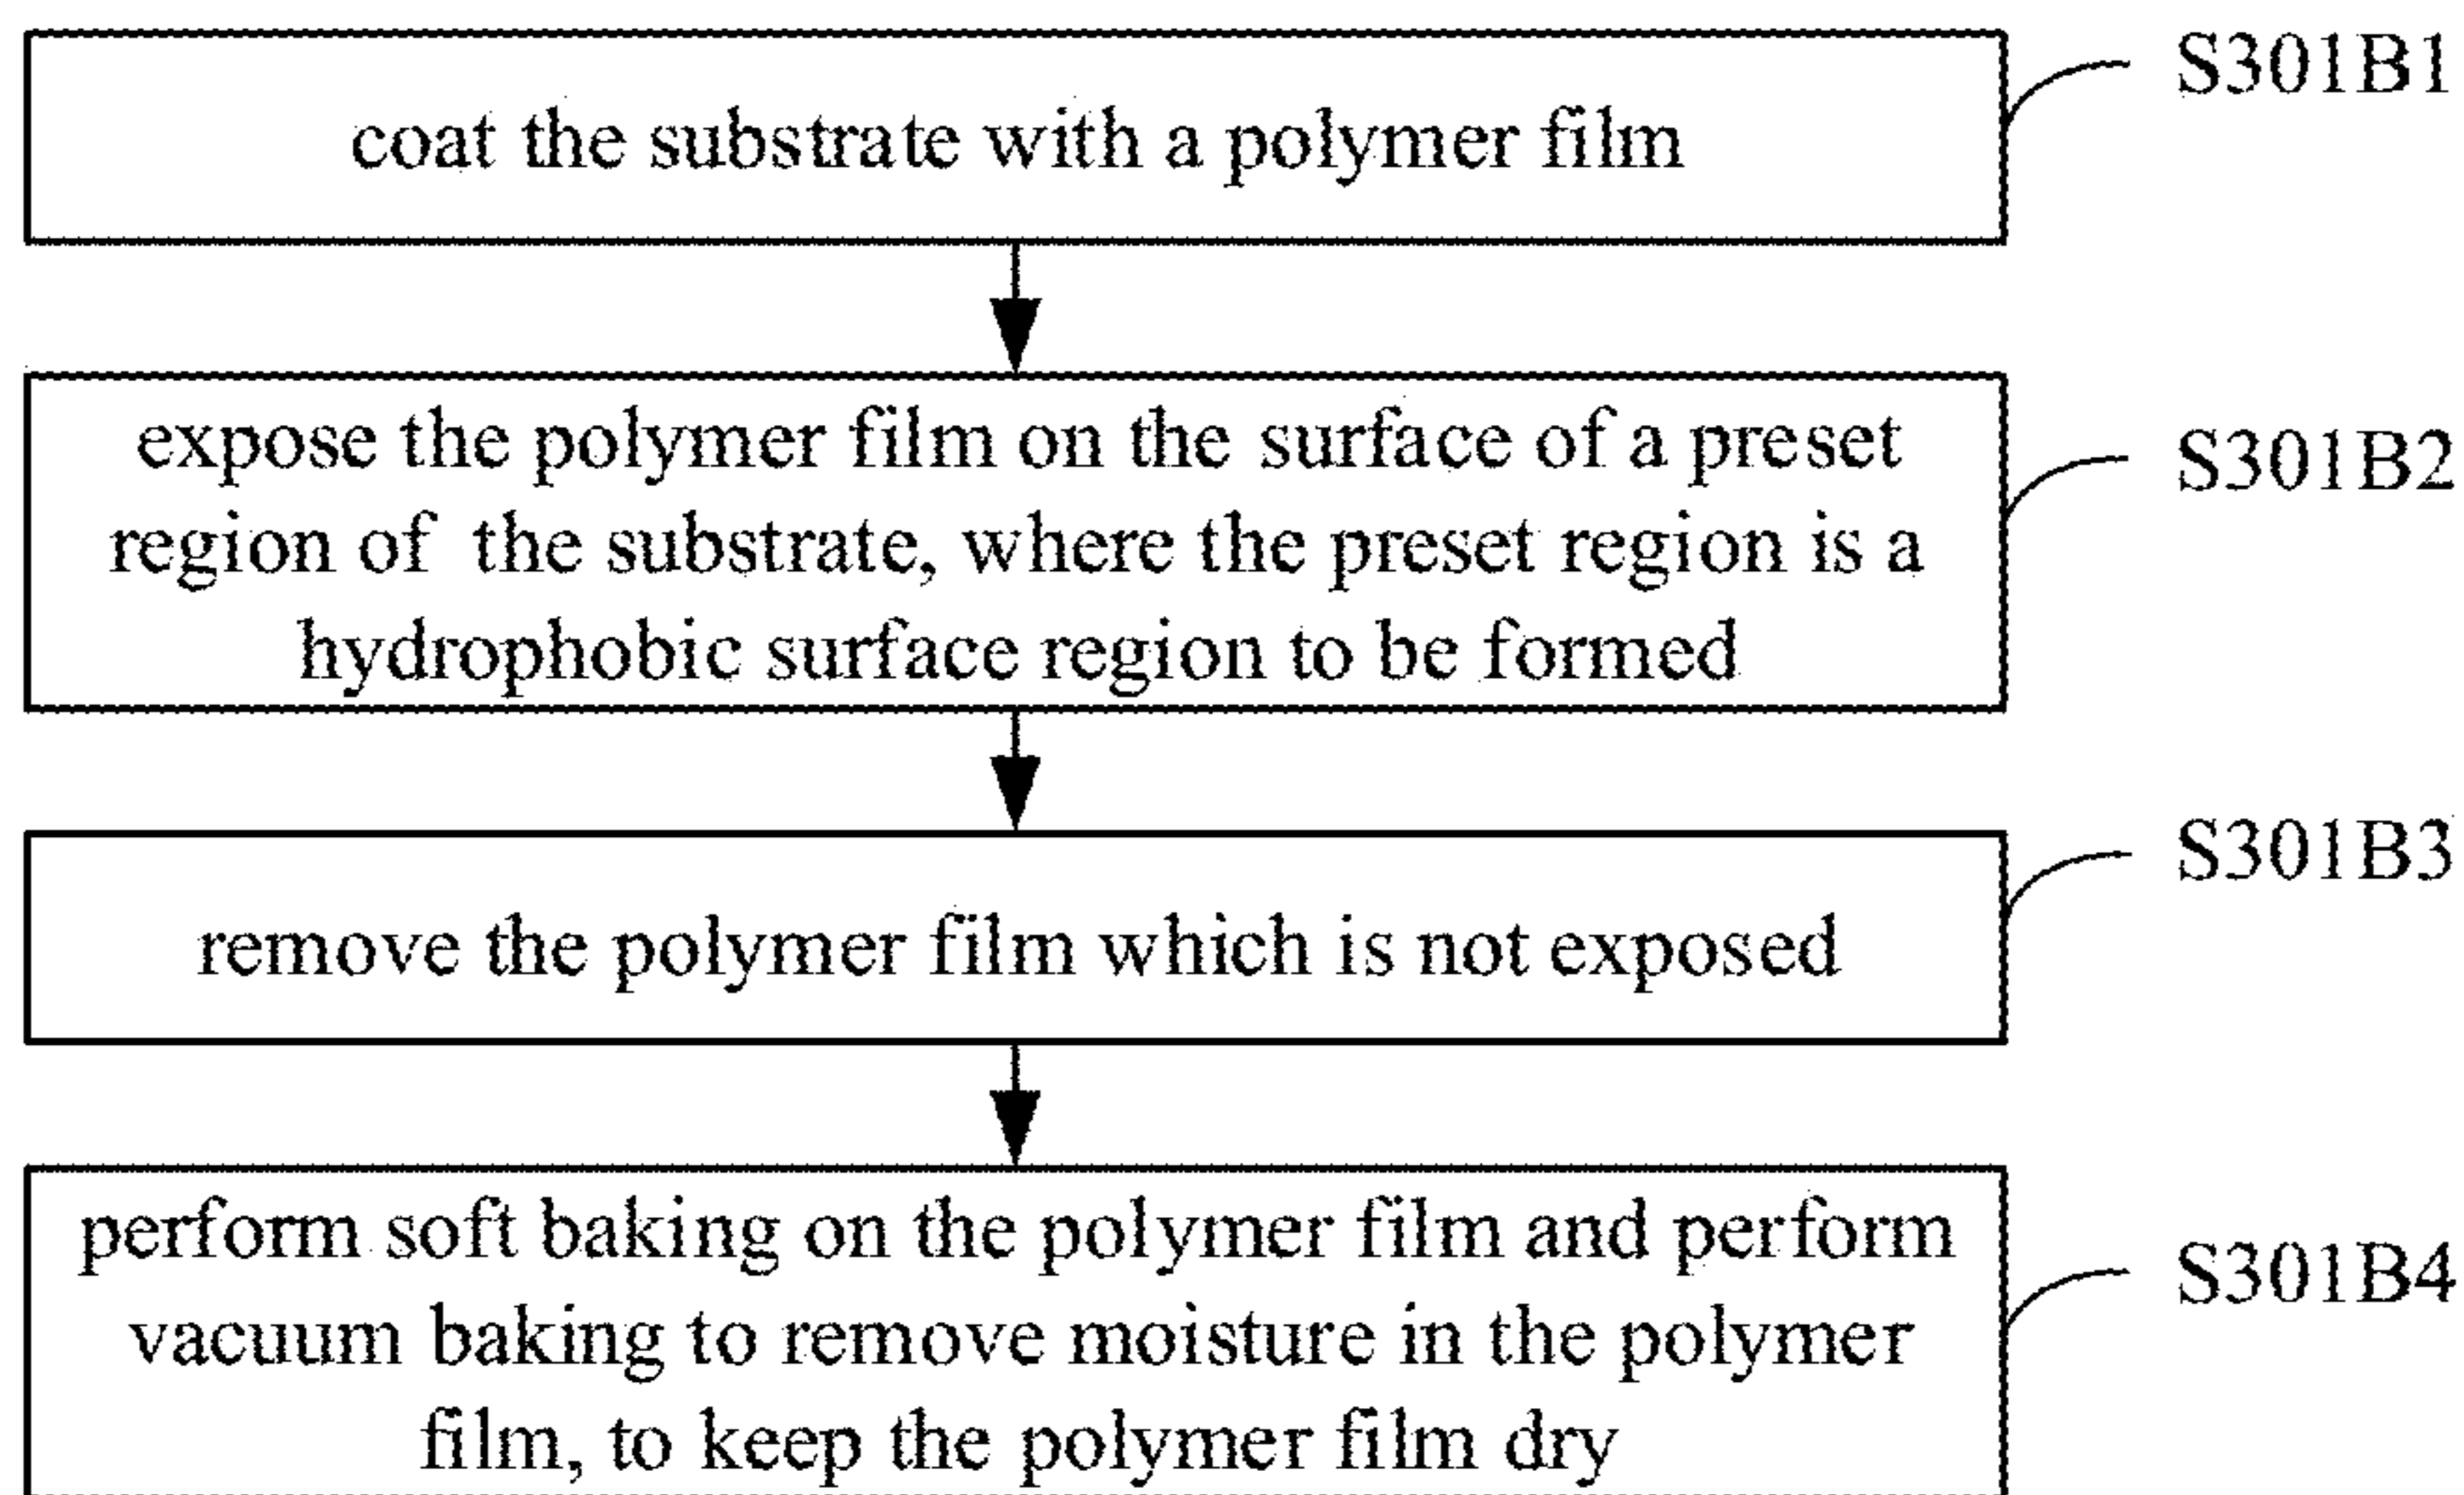 coat the substrate with a polymer film
S301B1
expose the polymer film on the surface of a preset
region of the substrate, where the preset region is a
hydrophobic surface region to be formed
S301B2
remove the polymer film which is not exposed
S301B3
perform soft baking on the polymer film and perform
vacuum baking to remove moisture in the polymer
film, to keep the polymer film dry
S301B4